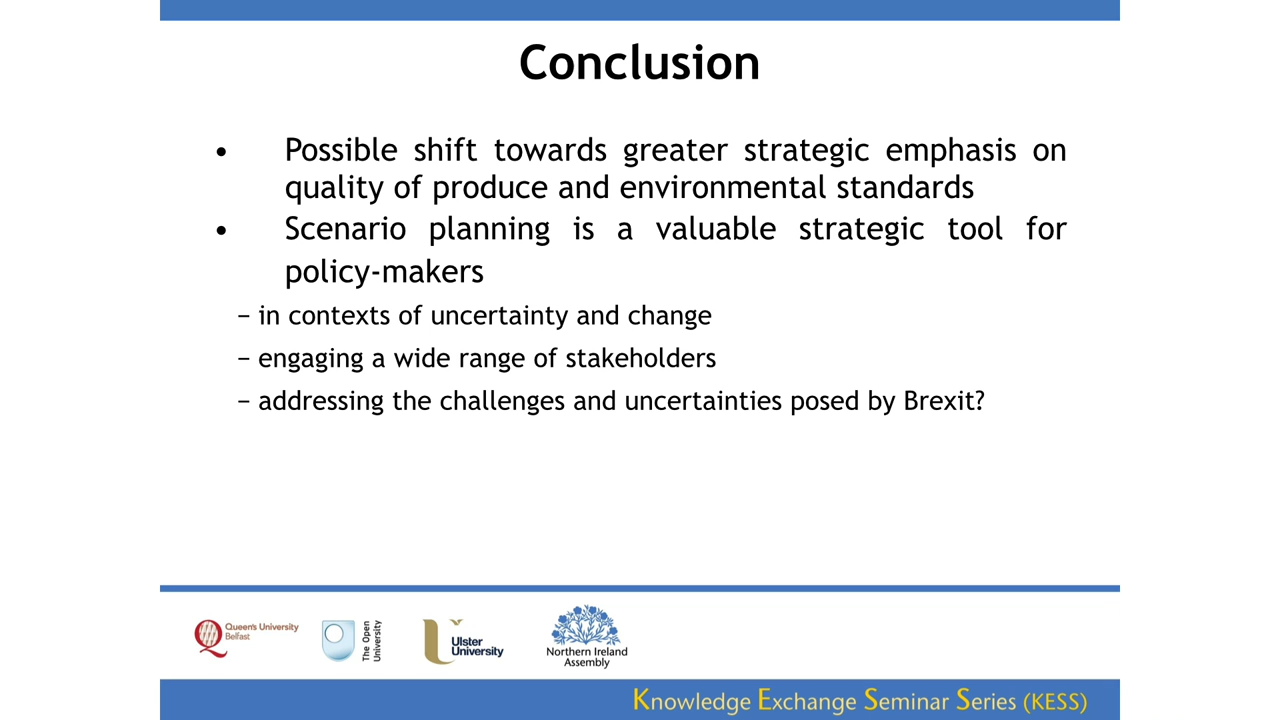 Conclusion
• Possible shift towards greater strategic emphasis on
quality of produce and environmental standards
• Scenario planning is a valuable strategic tool for
policy-makers
– in contexts of uncertainty and change
– engaging a wide range of stakeholders
– addressing the challenges and uncertainties posed by Brexit?
Queen's University
Belfast
The Open
University
Ulster
University
Northern Ireland
Assembly
Knowledge Exchange Seminar Series (KESS)